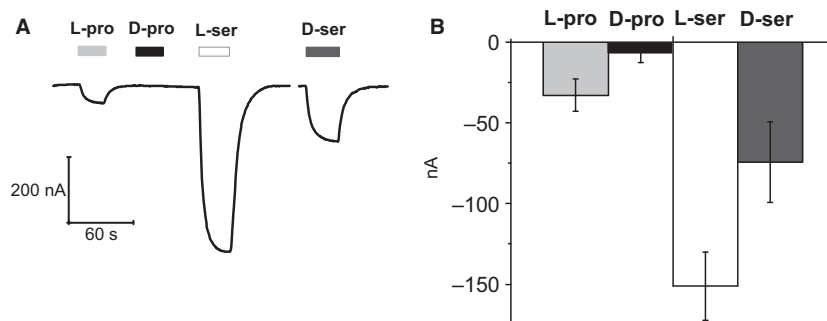 A
L-pro D-pro L-ser D-ser
200 nA
60 s
B
L-pro D-pro L-ser D-ser
0
−50
nA
−100
−150